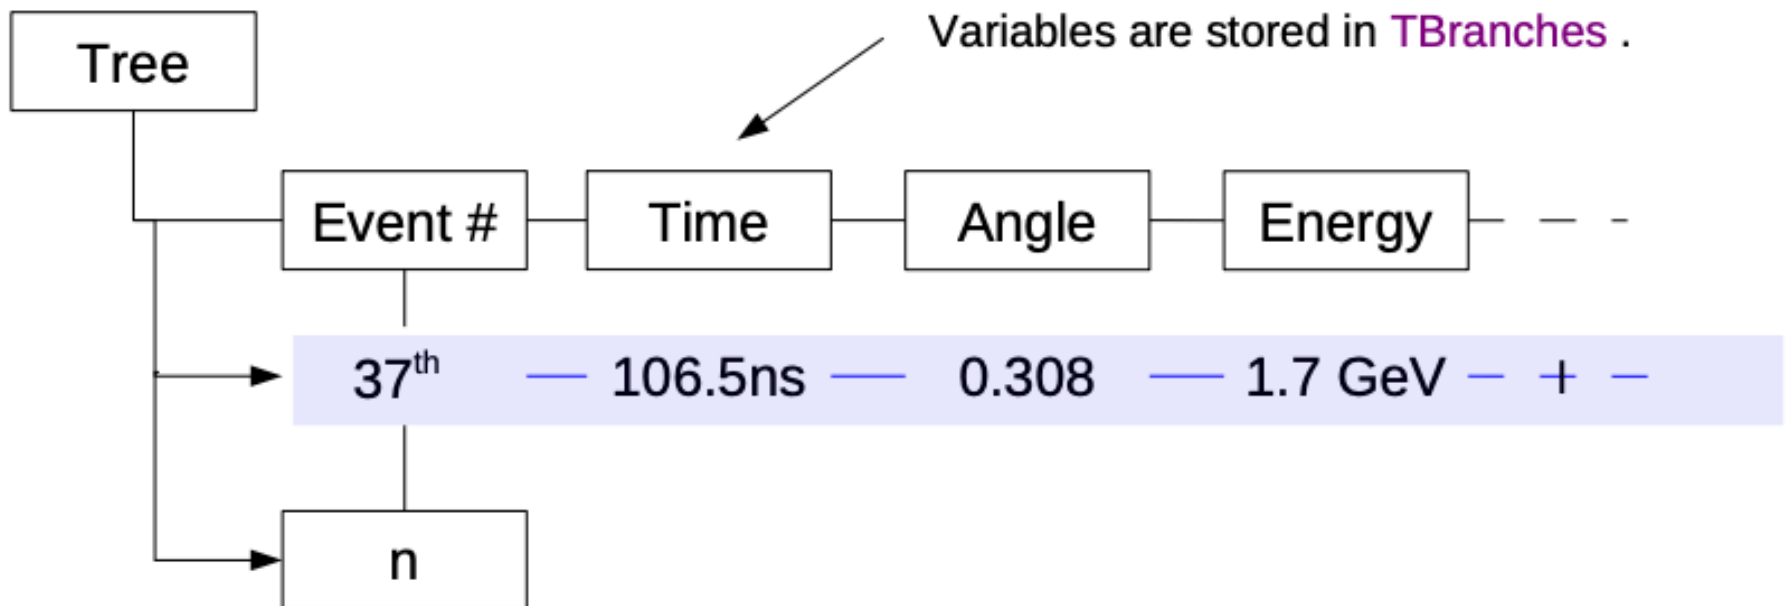 Variables are stored in TBranches .
Tree
Event # Time Angle Energy
37th 106.5ns 0.308 1.7 GeV
n